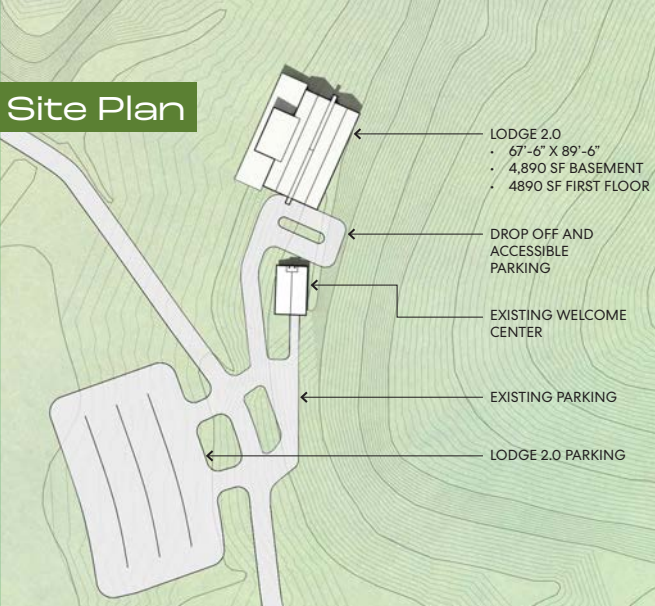 Site Plan
LODGE 2.0
• 67'-6" X 89'-6"
• 4,890 SF BASEMENT
• 4890 SF FIRST FLOOR
DROP OFF AND
ACCESSIBLE
PARKING
EXISTING WELCOME
CENTER
EXISTING PARKING
LODGE 2.0 PARKING